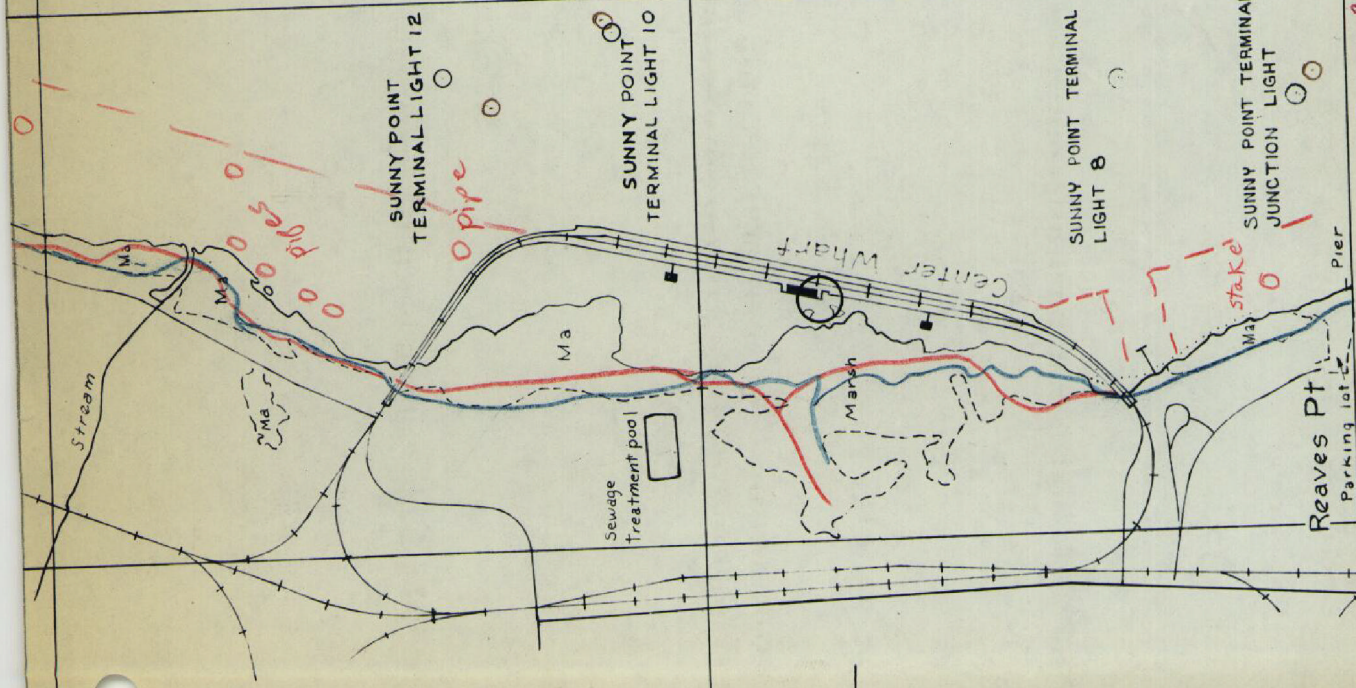 SUNNY POINT
TERMINAL LIGHT 12
SUNNY POINT
TERMINAL LIGHT 10
SUNNY POINT TERMINAL
LIGHT 8
SUNNY POINT TERMINAL
JUNCTION LIGHT
pipe
piles
Ma
Ma
Ma
Stream
Ma
Center Wharf
stake
Ma
Pier
Marsh
Sewage
treatment pool
Reaves Pt
Parking lot